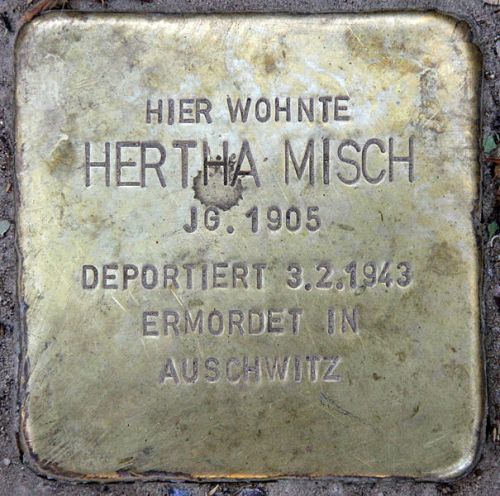 HIER WOHNTE
HERTHA MISCH
JG. 1905
DEPORTIERT 3.2.1943
ERMORDET IN
AUSCHWITZ